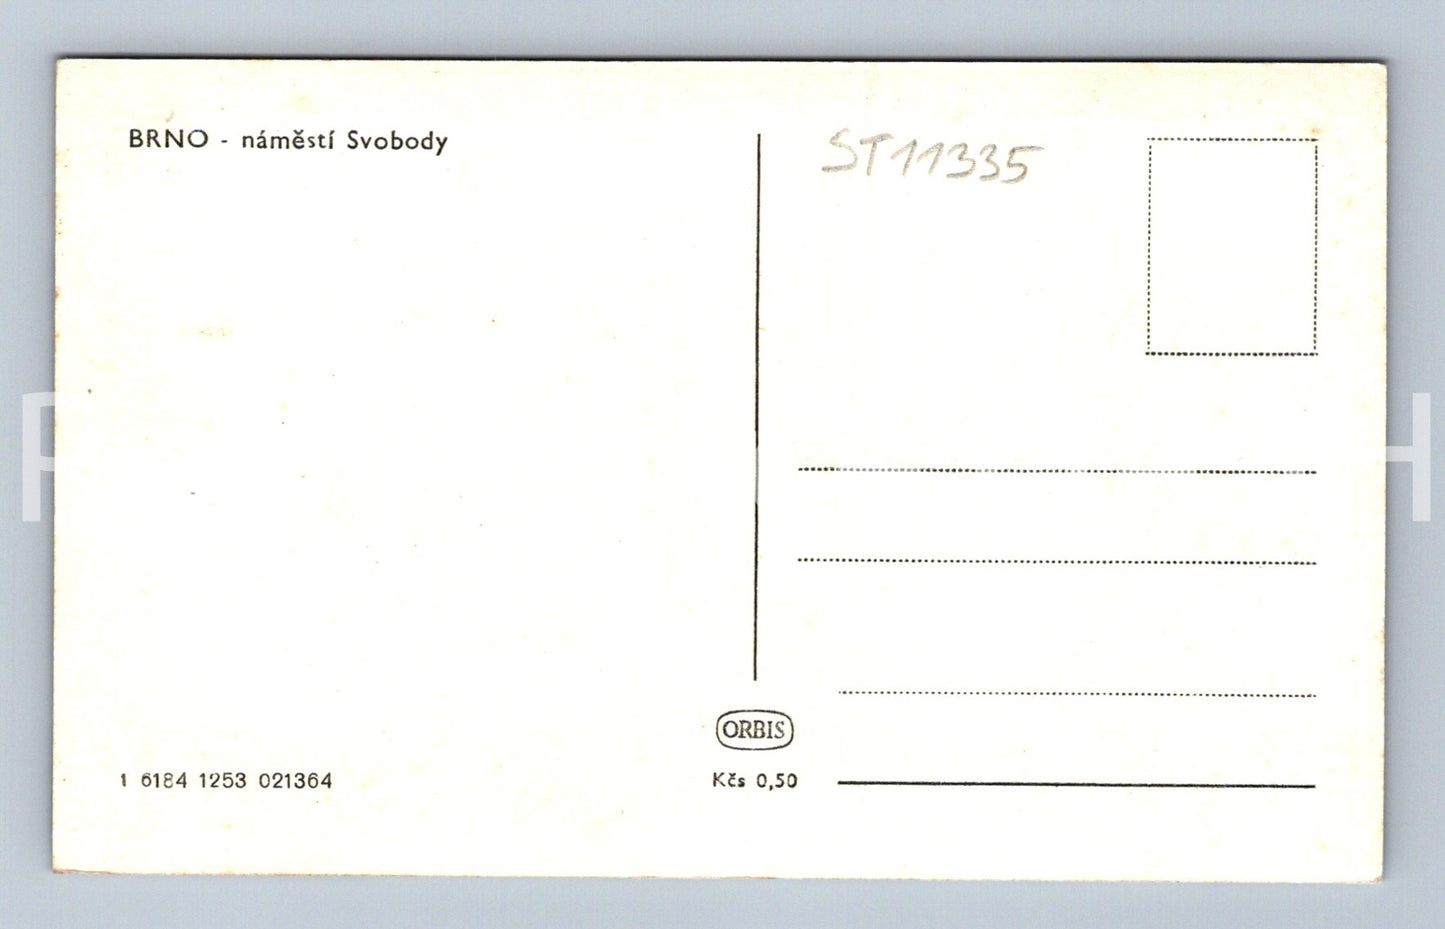 BRNO - náměstí Svobody
ST11335
ORBIS
1 6184 1253 021364
Kčs 0,50